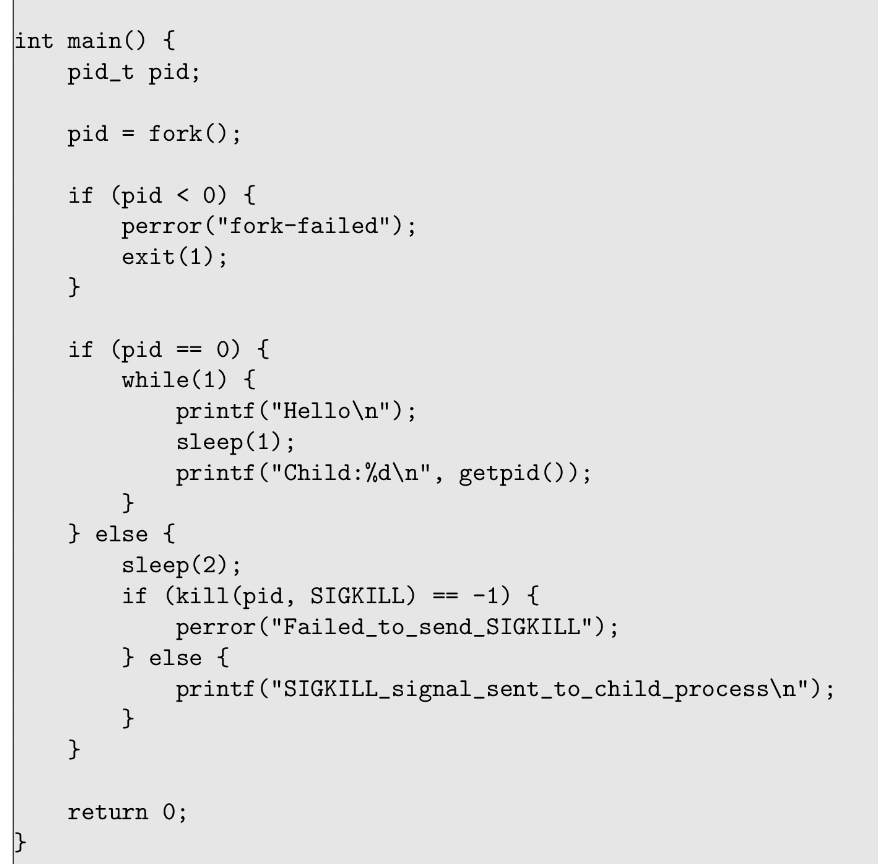 int main() {
    pid_t pid;

    pid = fork();

    if (pid < 0) {
        perror("fork-failed");
        exit(1);
    }

    if (pid == 0) {
        while(1) {
            printf("Hello\n");
            sleep(1);
            printf("Child:%d\n", getpid());
        }
    } else {
        sleep(2);
        if (kill(pid, SIGKILL) == -1) {
            perror("Failed_to_send_SIGKILL");
        } else {
            printf("SIGKILL_signal_sent_to_child_process\n");
        }
    }

    return 0;
}